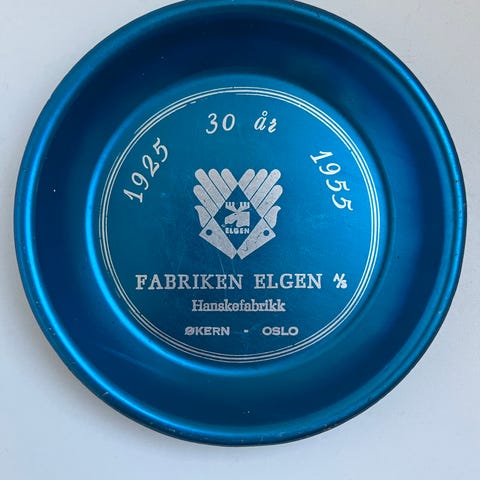 30 år
1925 1955
ELGEN
FABRIKEN ELGEN A/S
Hanskefabrikk
ØKERN - OSLO